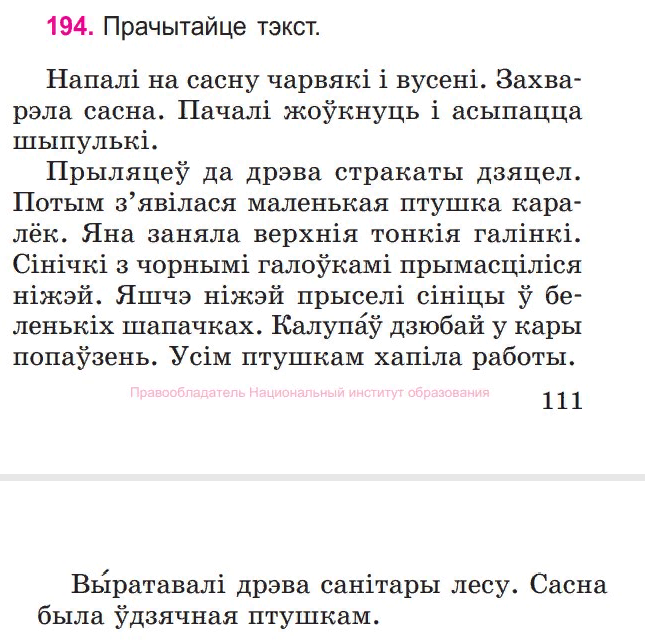 194. Прачытайце тэкст.
Напалі на сасну чарвякі і вусені. Захва-
рэла сасна. Пачалі жоўкнуць і асыпацца
шыпулькі.
Прыляцеў да дрэва стракаты дзяцел.
Потым з’явілася маленькая птушка кара-
лёк. Яна заняла верхнія тонкія галінкі.
Сінічкі з чорнымі галоўкамі прымасціліся
ніжэй. Яшчэ ніжэй прыселі сініцы ў бе-
ленькіх шапачках. Калупа́ў дзюбай у кары
попаўзень. Усім птушкам хапіла работы.
Правообладатель Национальный институт образования
111
Вы́ратавалі дрэва санітары лесу. Сасна
была ўдзячная птушкам.